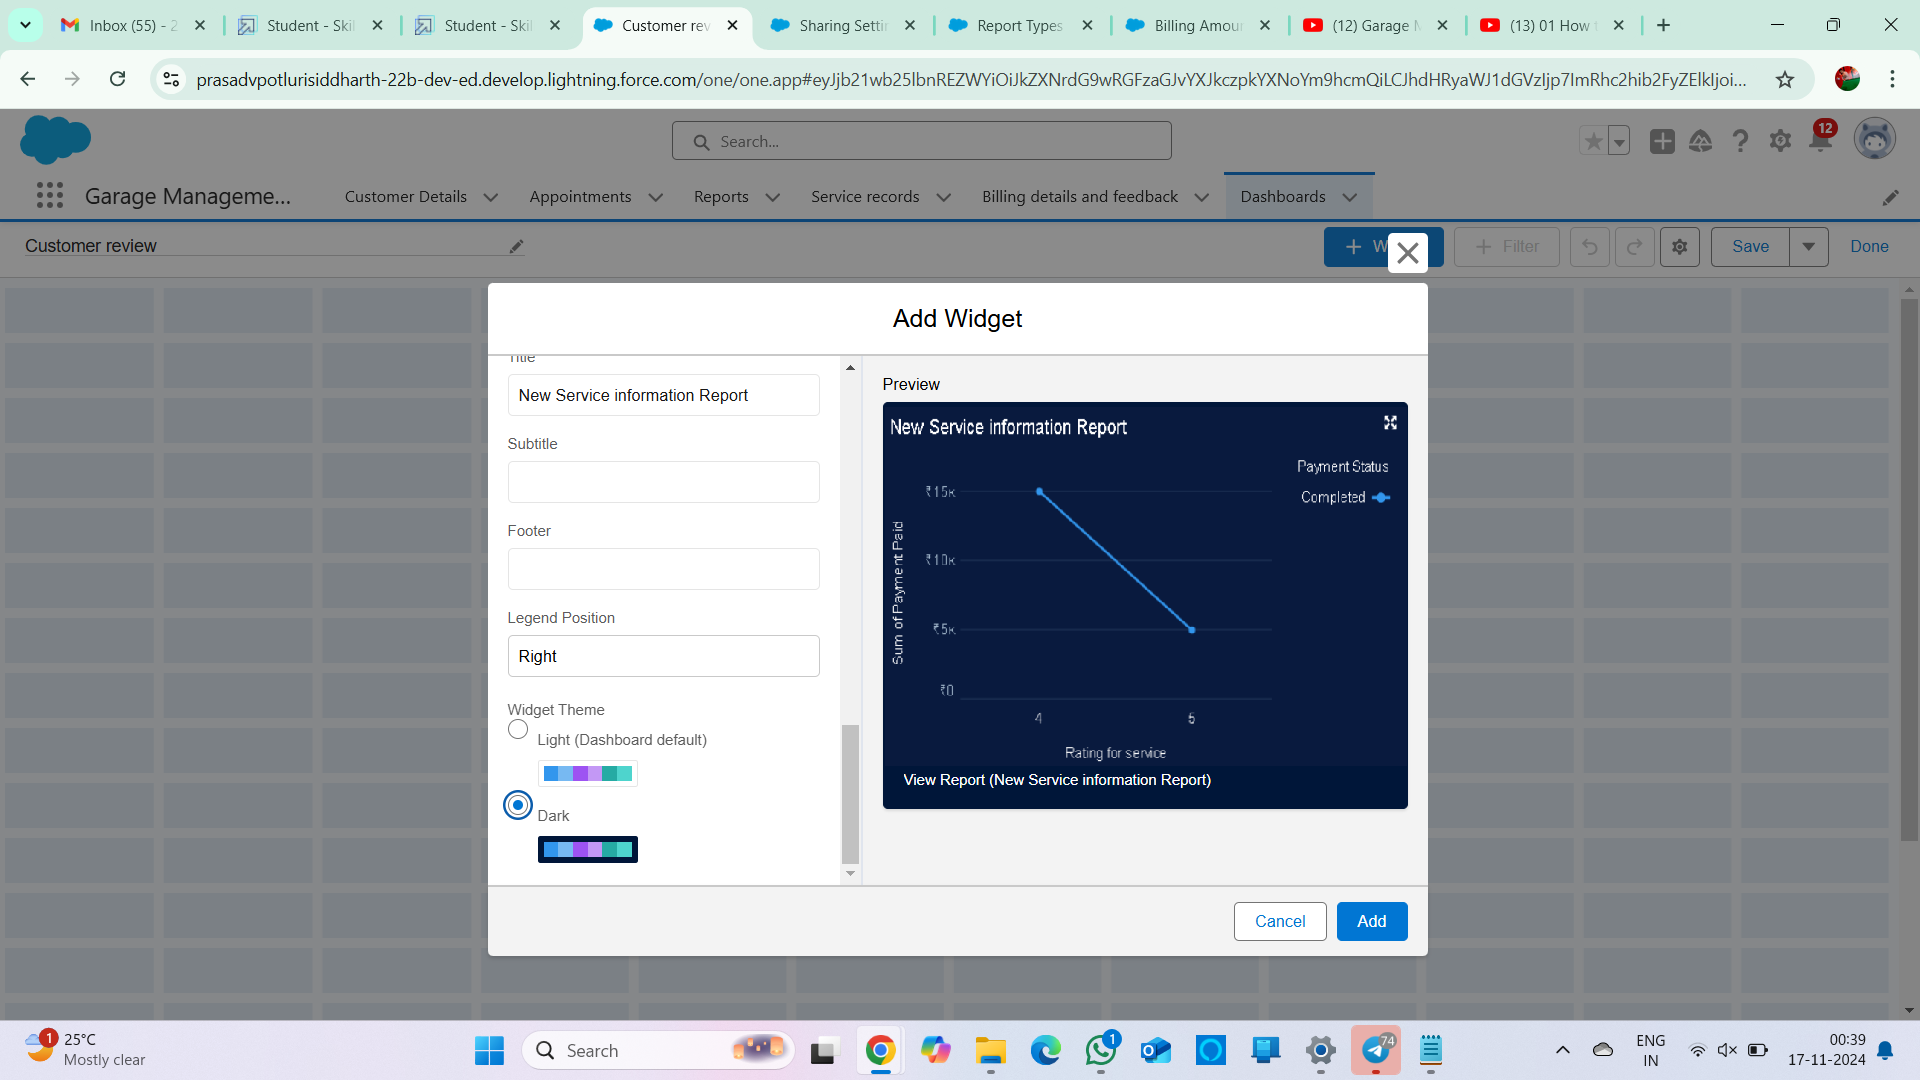 Inbox (55) - 2
Student - Skil
Student - Skil
Customer rev
Sharing Settin
Report Types
Billing Amoun
(12) Garage M
(13) 01 How t
prasadvpotlurisiddharth-22b-dev-ed.develop.lightning.force.com/one/one.app#eyJjb21wb25lbnREZWYiOiJkZXNrdG9wRGFzaGJvYXJkczpkYXNoYm9hcmQiLCJhdHRyaWJ1dGVzIjp7ImRhc2hib2FyZElkIjoi...
Search...
12
Garage Manageme...
Customer Details
Appointments
Reports
Service records
Billing details and feedback
Dashboards
Customer review
+ W
+ Filter
Save
Done
Add Widget
Title
New Service information Report
Subtitle
Footer
Legend Position
Right
Widget Theme
Light (Dashboard default)
Dark
Preview
New Service information Report
Payment Status
Completed
₹15K
₹10K
₹5K
₹0
Sum of Payment Paid
4
5
Rating for service
View Report (New Service information Report)
Cancel
Add
1
25°C
Mostly clear
Search
1
74
ENG
IN
00:39
17-11-2024